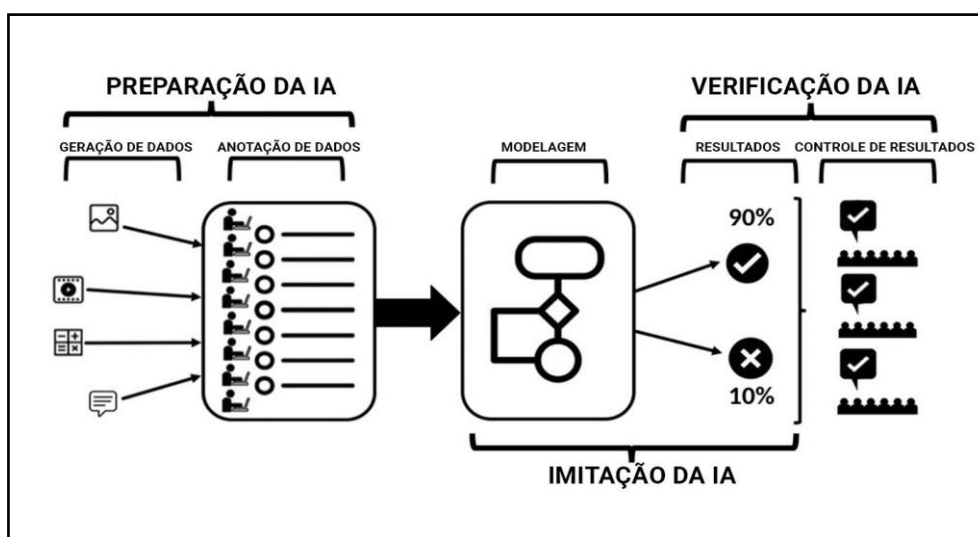 PREPARAÇÃO DA IA
VERIFICAÇÃO DA IA
GERAÇÃO DE DADOS
ANOTAÇÃO DE DADOS
MODELAGEM
RESULTADOS
CONTROLE DE RESULTADOS
90%
10%
IMITAÇÃO DA IA